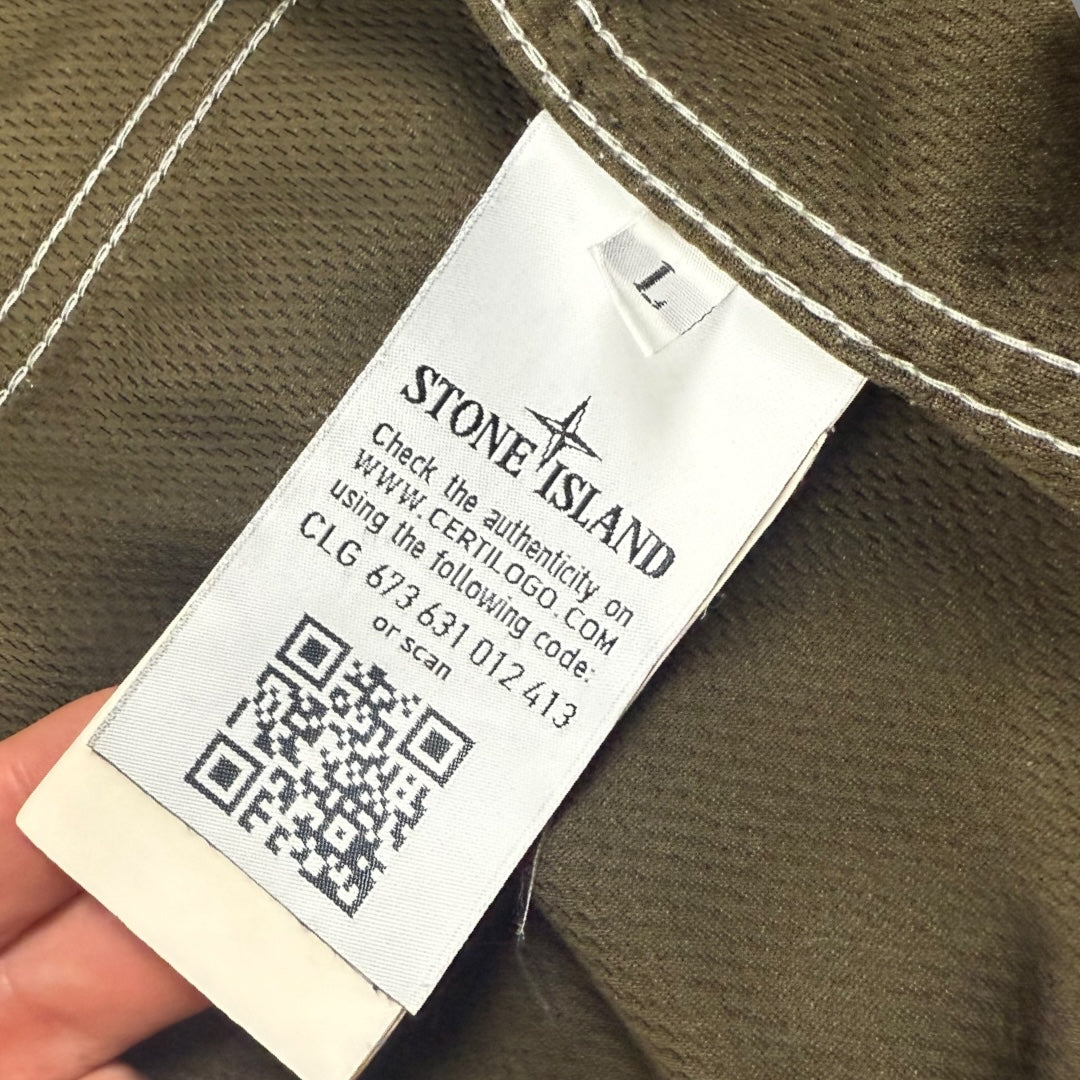 L
STONE ISLAND
Check the authenticity on
WWW.CERTILOGO.COM
using the following code:
CLG 673 631 012 413
or scan